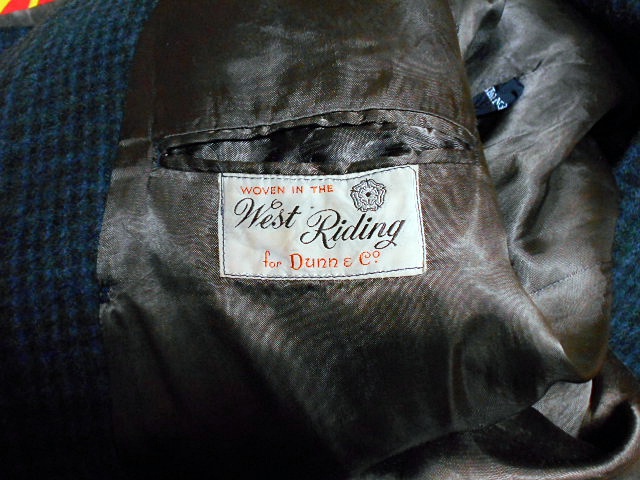 WOVEN IN THE
West Riding
for Dunn & Co.